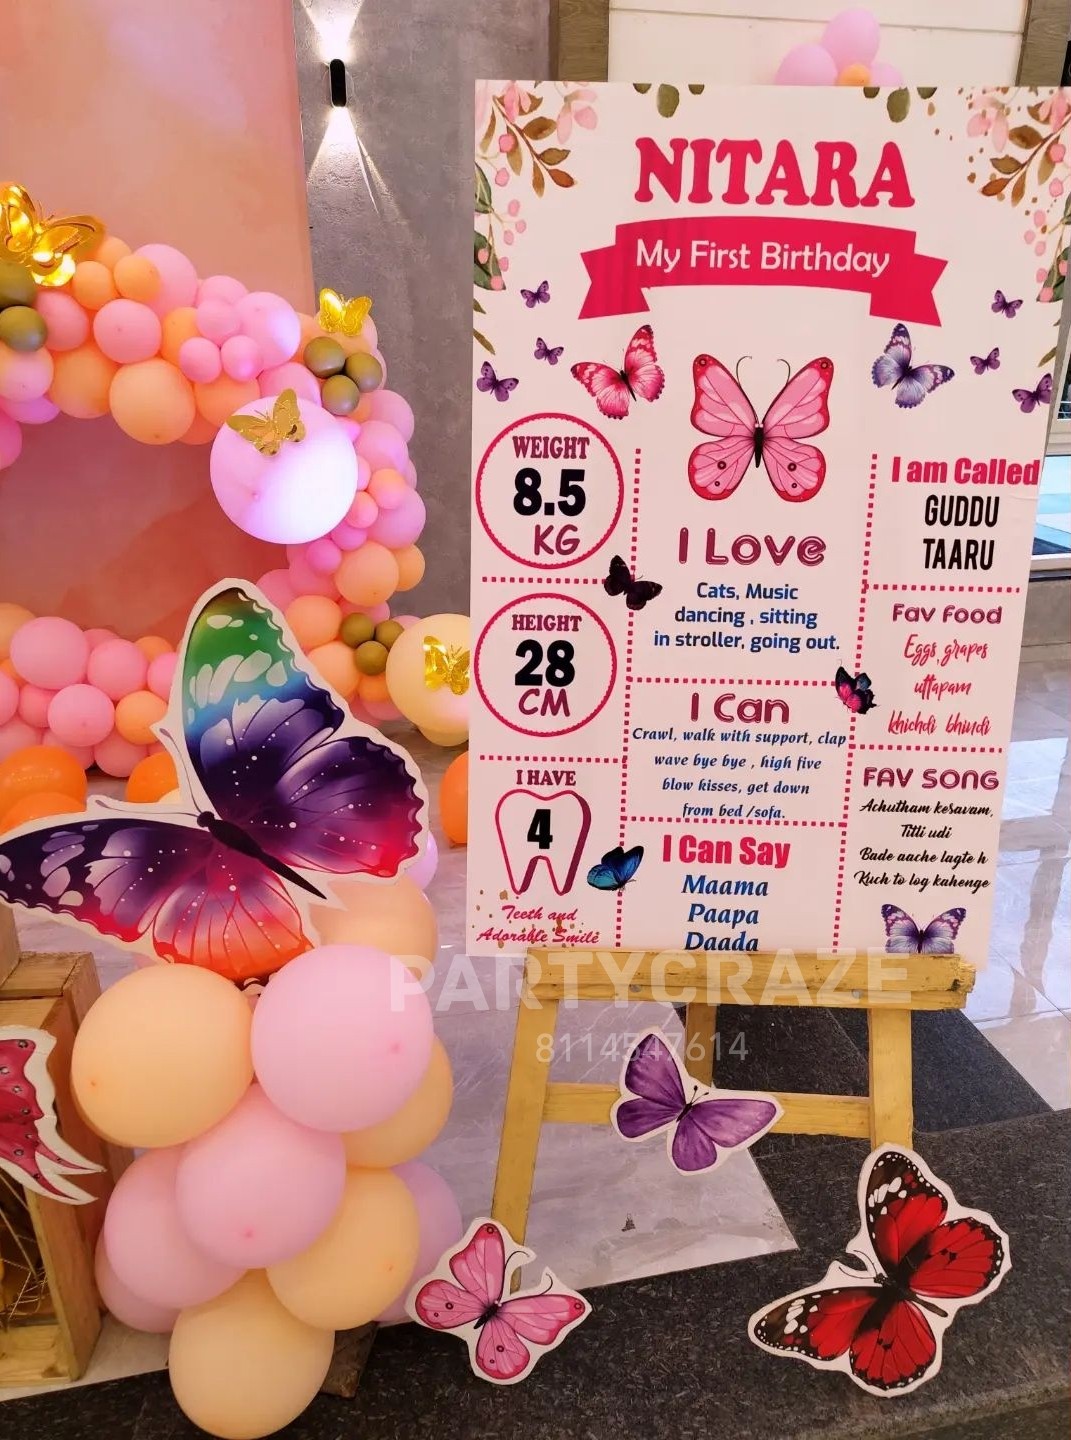 NITARA
My First Birthday
WEIGHT
8.5
KG
HEIGHT
28
CM
I HAVE
4
Teeth and
Adorable Smile
I Love
Cats, Music
dancing , sitting
in stroller, going out.
I Can
Crawl, walk with support, clap
wave bye bye , high five
blow kisses, get down
from bed /sofa.
I Can Say
Maama
Paapa
Daada
I am Called
GUDDU
TAARU
Fav Food
Eggs, grapes
uttapam
khichdi bhindi
FAV SONG
Achutham kesavam,
Titli udi
Bade aache lagte h
Kuch to log kahenge
PARTYCRAZE
8114547614